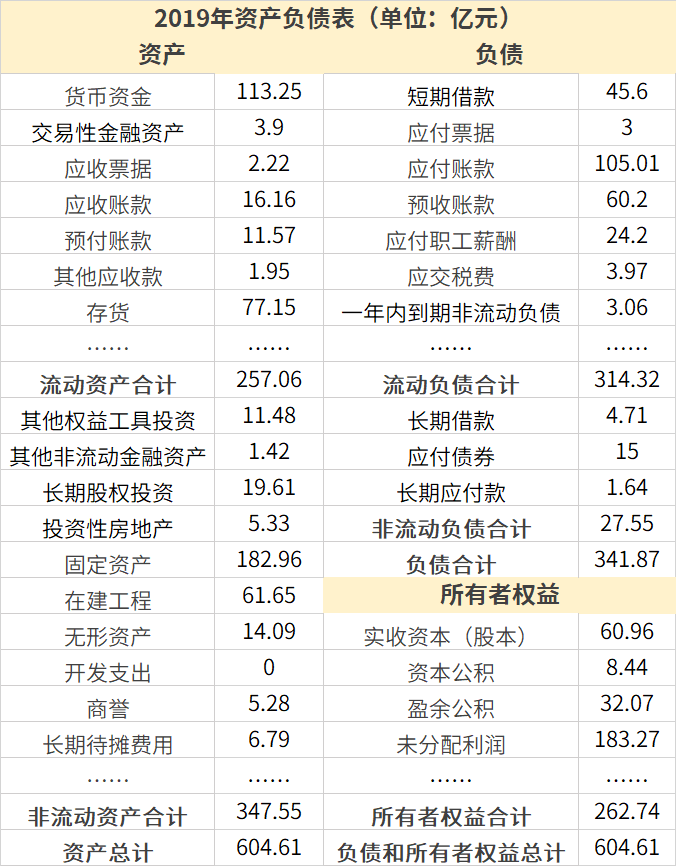 2019年资产负债表（单位：亿元）
资产 负债
货币资金 113.25 短期借款 45.6
交易性金融资产 3.9 应付票据 3
应收票据 2.22 应付账款 105.01
应收账款 16.16 预收账款 60.2
预付账款 11.57 应付职工薪酬 24.2
其他应收款 1.95 应交税费 3.97
存货 77.15 一年内到期非流动负债 3.06
…… …… …… ……
流动资产合计 257.06 流动负债合计 314.32
其他权益工具投资 11.48 长期借款 4.71
其他非流动金融资产 1.42 应付债券 15
长期股权投资 19.61 长期应付款 1.64
投资性房地产 5.33 非流动负债合计 27.55
固定资产 182.96 负债合计 341.87
在建工程 61.65 所有者权益
无形资产 14.09 实收资本（股本） 60.96
开发支出 0 资本公积 8.44
商誉 5.28 盈余公积 32.07
长期待摊费用 6.79 未分配利润 183.27
…… …… …… ……
非流动资产合计 347.55 所有者权益合计 262.74
资产总计 604.61 负债和所有者权益总计 604.61